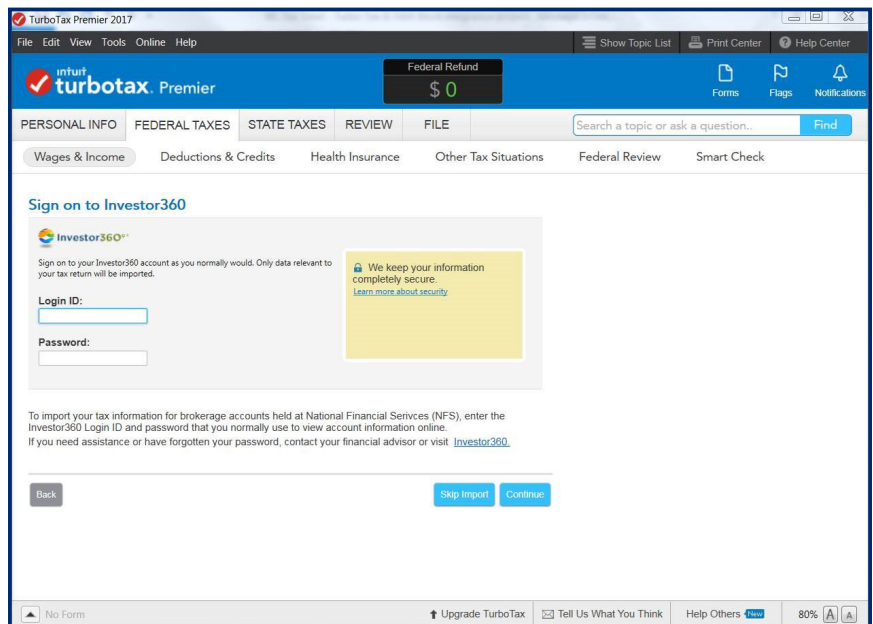 TurboTax Premier 2017
File Edit View Tools Online Help
Show Topic List Print Center Help Center
intuit
turbotax. Premier
Federal Refund
$ 0
Forms Flags Notifications
PERSONAL INFO FEDERAL TAXES STATE TAXES REVIEW FILE
Search a topic or ask a question.. Find
Wages & Income Deductions & Credits Health Insurance Other Tax Situations Federal Review Smart Check
Sign on to Investor360
Investor360
Sign on to your Investor360 account as you normally would. Only data relevant to
your tax return will be imported.
Login ID:
Password:
We keep your information
completely secure.
Learn more about security
To import your tax information for brokerage accounts held at National Financial Serivces (NFS), enter the
Investor360 Login ID and password that you normally use to view account information online.
If you need assistance or have forgotten your password, contact your financial advisor or visit Investor360.
Back Skip Import Continue
No Form Upgrade TurboTax Tell Us What You Think Help Others New 80% A A